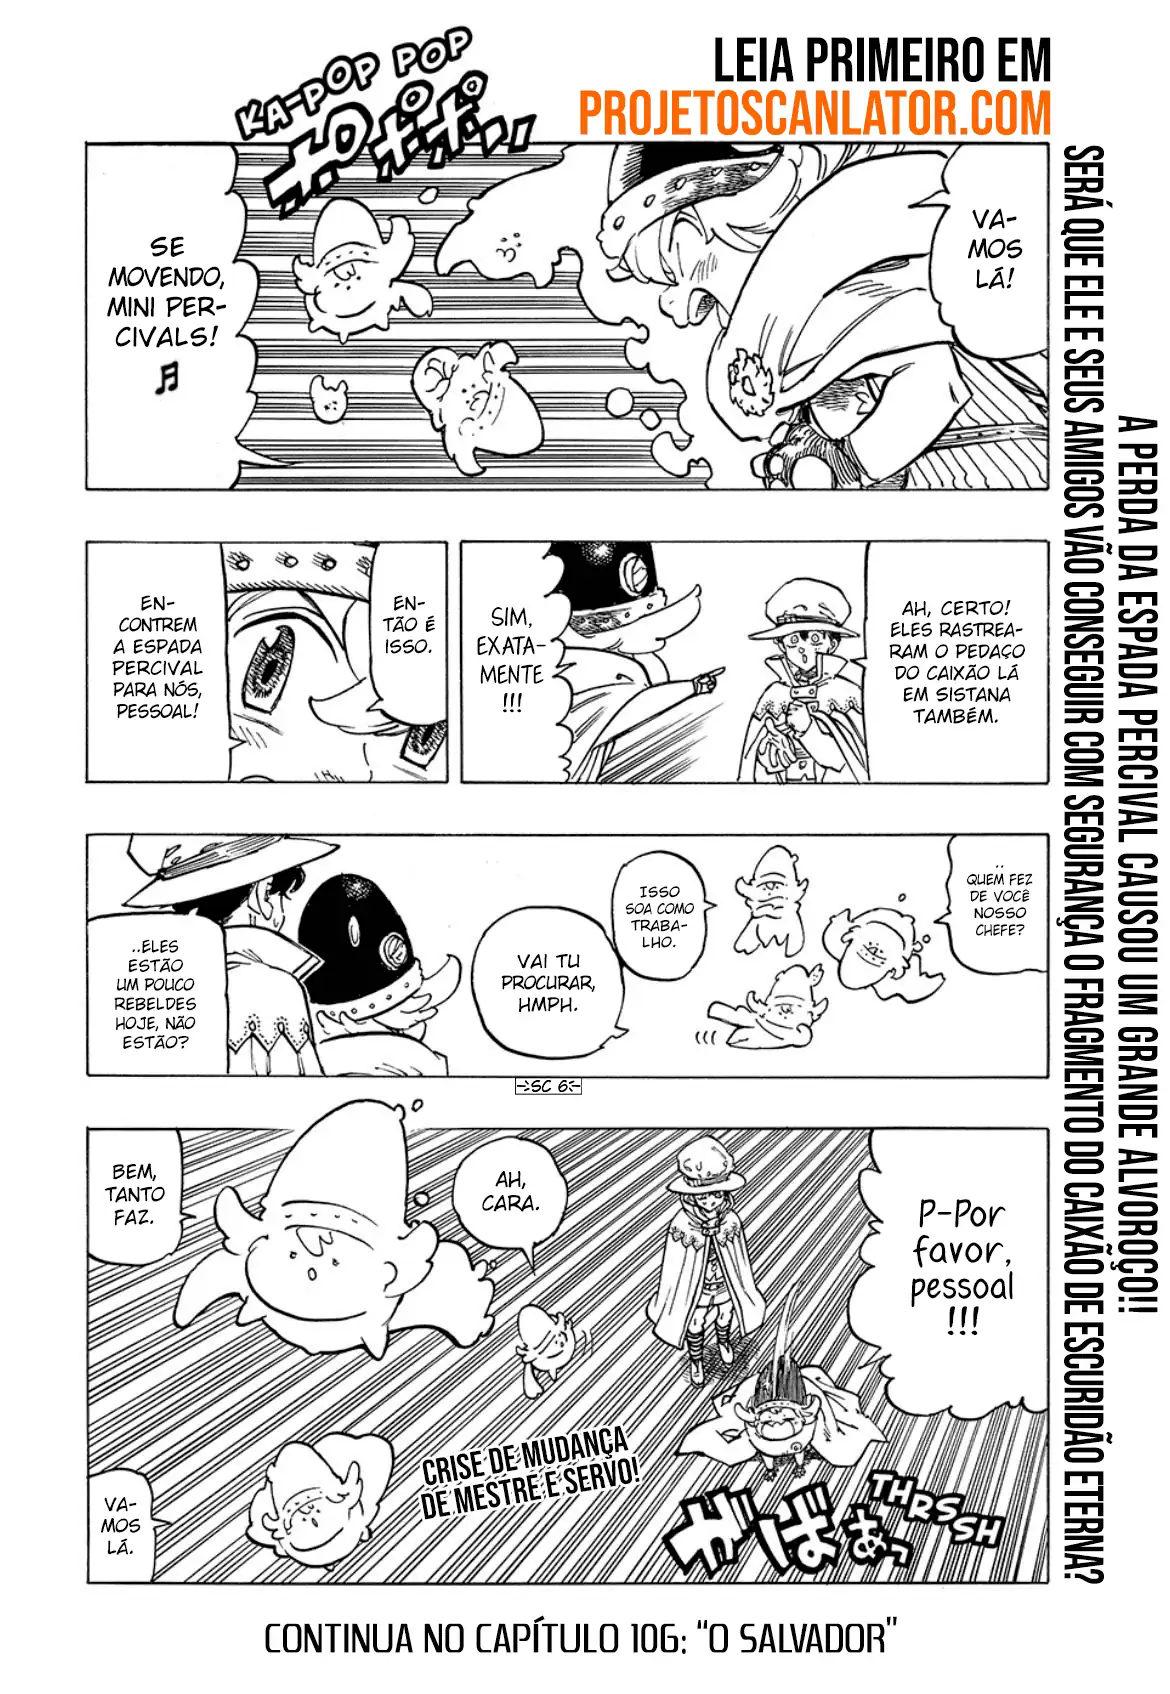 LEIA PRIMEIRO EM
PROJETOSCANLATOR.COM
KA-POP POP
VA-
MOS
LÁ!
SE
MOVENDO,
MINI PER-
CIVALS!
AH, CERTO!
ELES RASTREA-
RAM O PEDAÇO
DO CAIXÃO LÁ
EM SISTANA
TAMBÉM.
SIM,
EXATA-
MENTE
!!!
EN-
TÃO É
ISSO.
EN-
CONTREM
A ESPADA
PERCIVAL
PARA NÓS,
PESSOAL!
..
QUEM FEZ
DE VOCÊ
NOSSO
CHEFE?
ISSO
SOA COMO
TRABA-
LHO.
VAI TU
PROCURAR,
HMPH.
..ELES
ESTÃO
UM POUCO
REBELDES
HOJE, NÃO
ESTÃO?
SC 6
P-POR
FAVOR,
PESSOAL
!!!
AH,
CARA.
BEM,
TANTO
FAZ.
VA-
MOS
LÁ.
CRISE DE MUDANÇA
DE MESTRE E SERVO!
THRSSSH
ガばぁっ
A PERDA DA ESPADA PERCIVAL CAUSOU UM GRANDE ALVOROÇO!!
SERÁ QUE ELE E SEUS AMIGOS VÃO CONSEGUIR COM SEGURANÇA O FRAGMENTO DO CAIXÃO DE ESCURIDÃO ETERNA?
CONTINUA NO CAPÍTULO 106: “O SALVADOR”